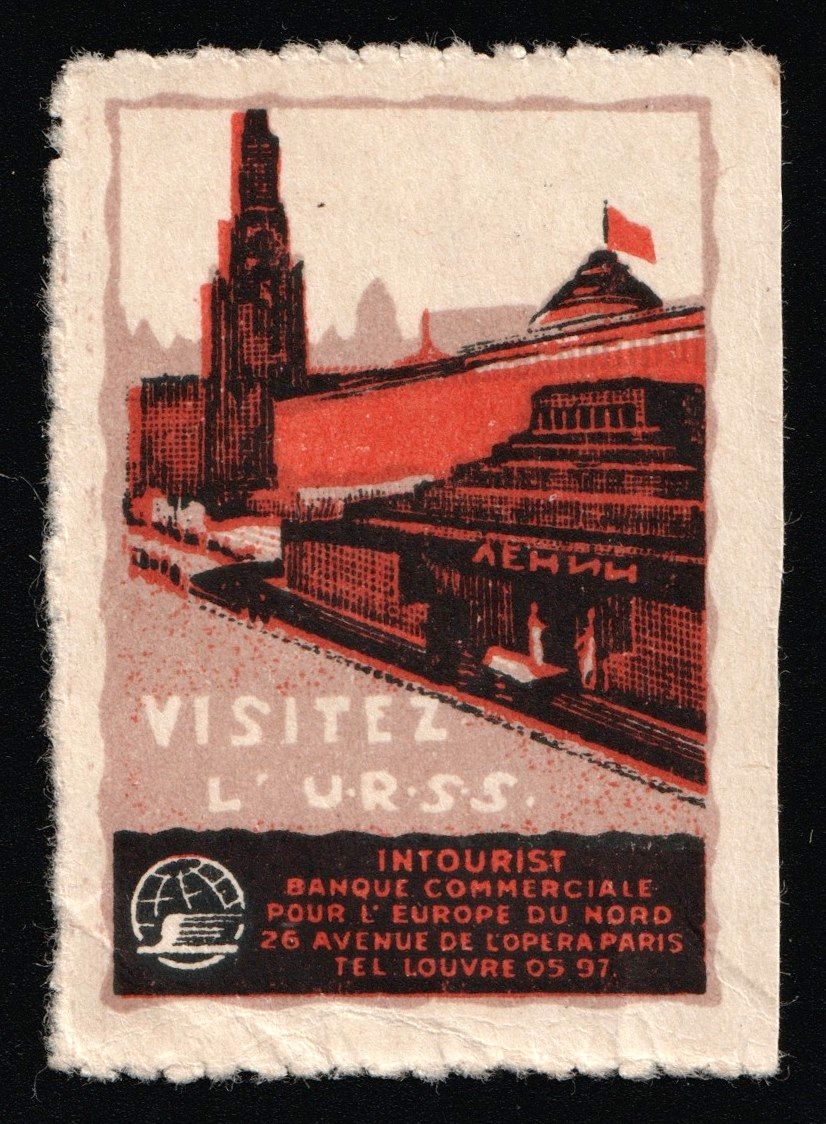 ЛЕНИН
VISITEZ
L' U·R·S·S.
INTOURIST
BANQUE COMMERCIALE
POUR L' EUROPE DU NORD
26 AVENUE DE L'OPERA PARIS
TEL. LOUVRE 05 97.